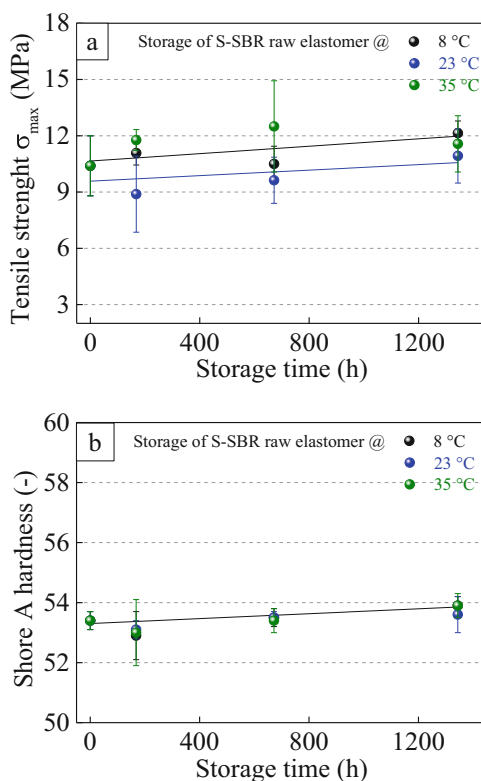 a
Storage of S-SBR raw elastomer @
8 °C
23 °C
35 °C
Tensile strenght σmax (MPa)
18
15
12
9
6
3
0
400
800
1200
Storage time (h)
b
Storage of S-SBR raw elastomer @
8 °C
23 °C
35 °C
Shore A hardness (-)
60
58
56
54
52
50
0
400
800
1200
Storage time (h)